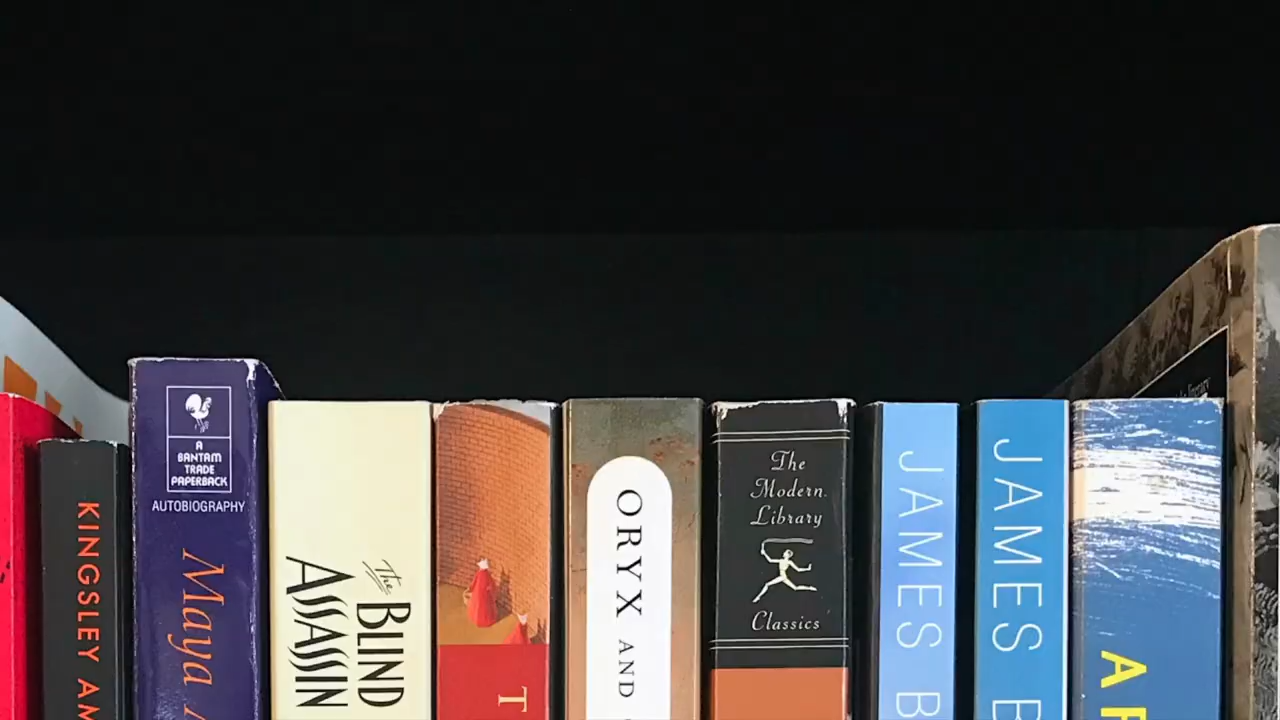 KINGSLEY AM
A
BANTAM
TRADE
PAPERBACK
AUTOBIOGRAPHY
Maya
The BLIND
ASSASSIN
T
ORYX AND
The
Modern
Library
Classics
JAMES B
JAMES B
A